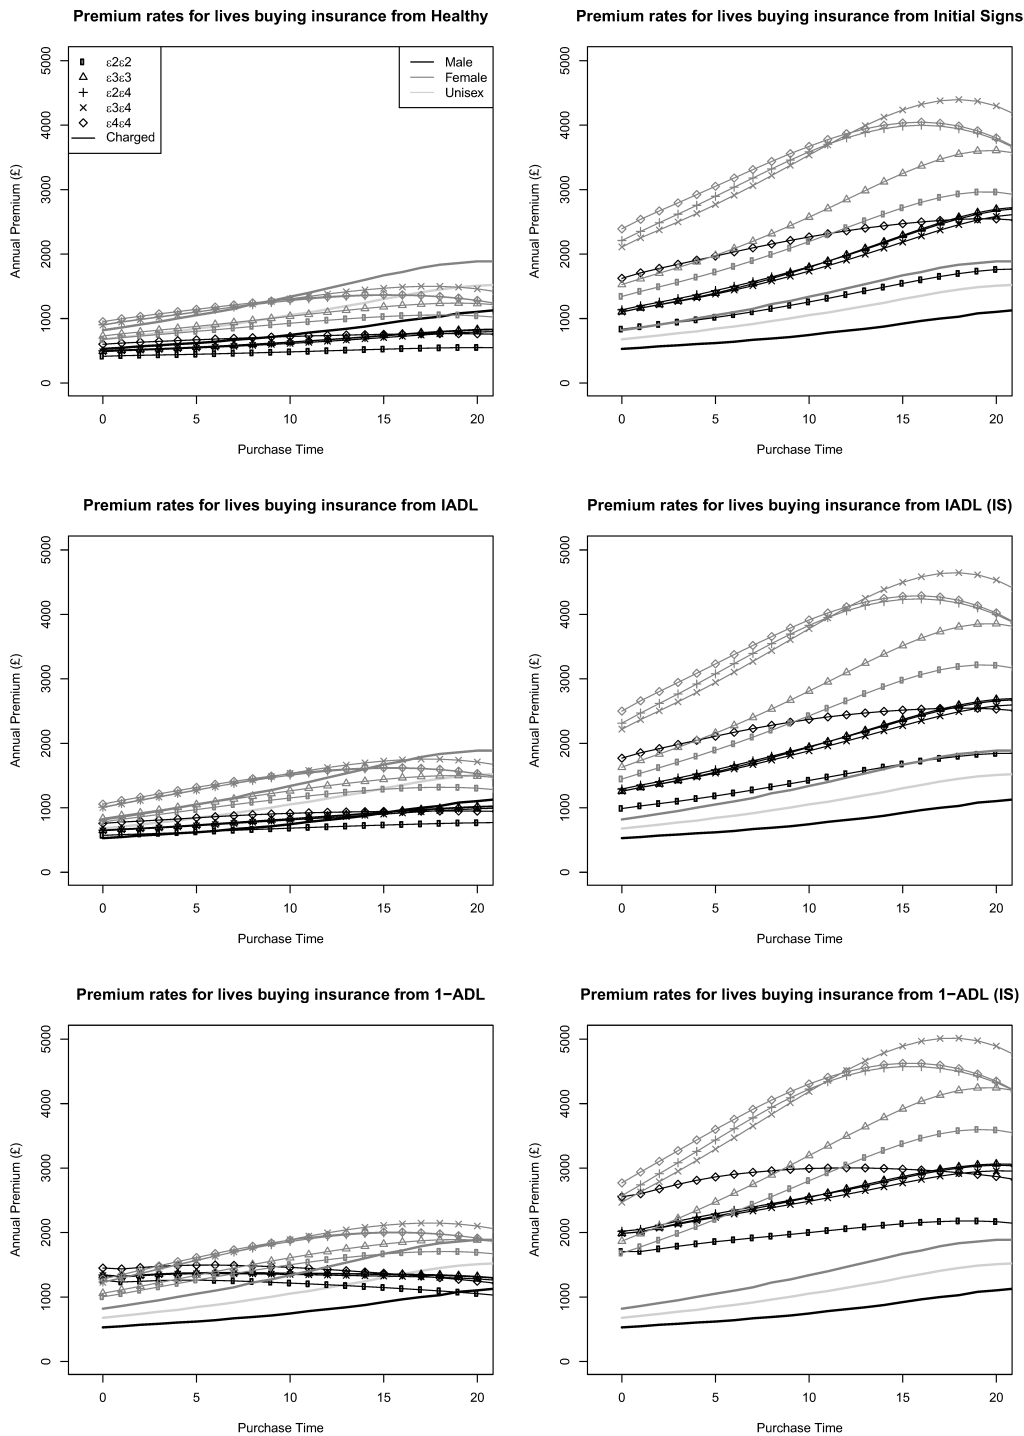 Premium rates for lives buying insurance from Healthy
Annual Premium (£)
5000
4000
3000
2000
1000
0
ε2ε2
ε3ε3
ε2ε4
ε3ε4
ε4ε4
Charged
Male
Female
Unisex
0 5 10 15 20
Purchase Time
Premium rates for lives buying insurance from Initial Signs
Annual Premium (£)
5000
4000
3000
2000
1000
0
0 5 10 15 20
Purchase Time
Premium rates for lives buying insurance from IADL
Annual Premium (£)
5000
4000
3000
2000
1000
0
0 5 10 15 20
Purchase Time
Premium rates for lives buying insurance from IADL (IS)
Annual Premium (£)
5000
4000
3000
2000
1000
0
0 5 10 15 20
Purchase Time
Premium rates for lives buying insurance from 1−ADL
Annual Premium (£)
5000
4000
3000
2000
1000
0
0 5 10 15 20
Purchase Time
Premium rates for lives buying insurance from 1−ADL (IS)
Annual Premium (£)
5000
4000
3000
2000
1000
0
0 5 10 15 20
Purchase Time